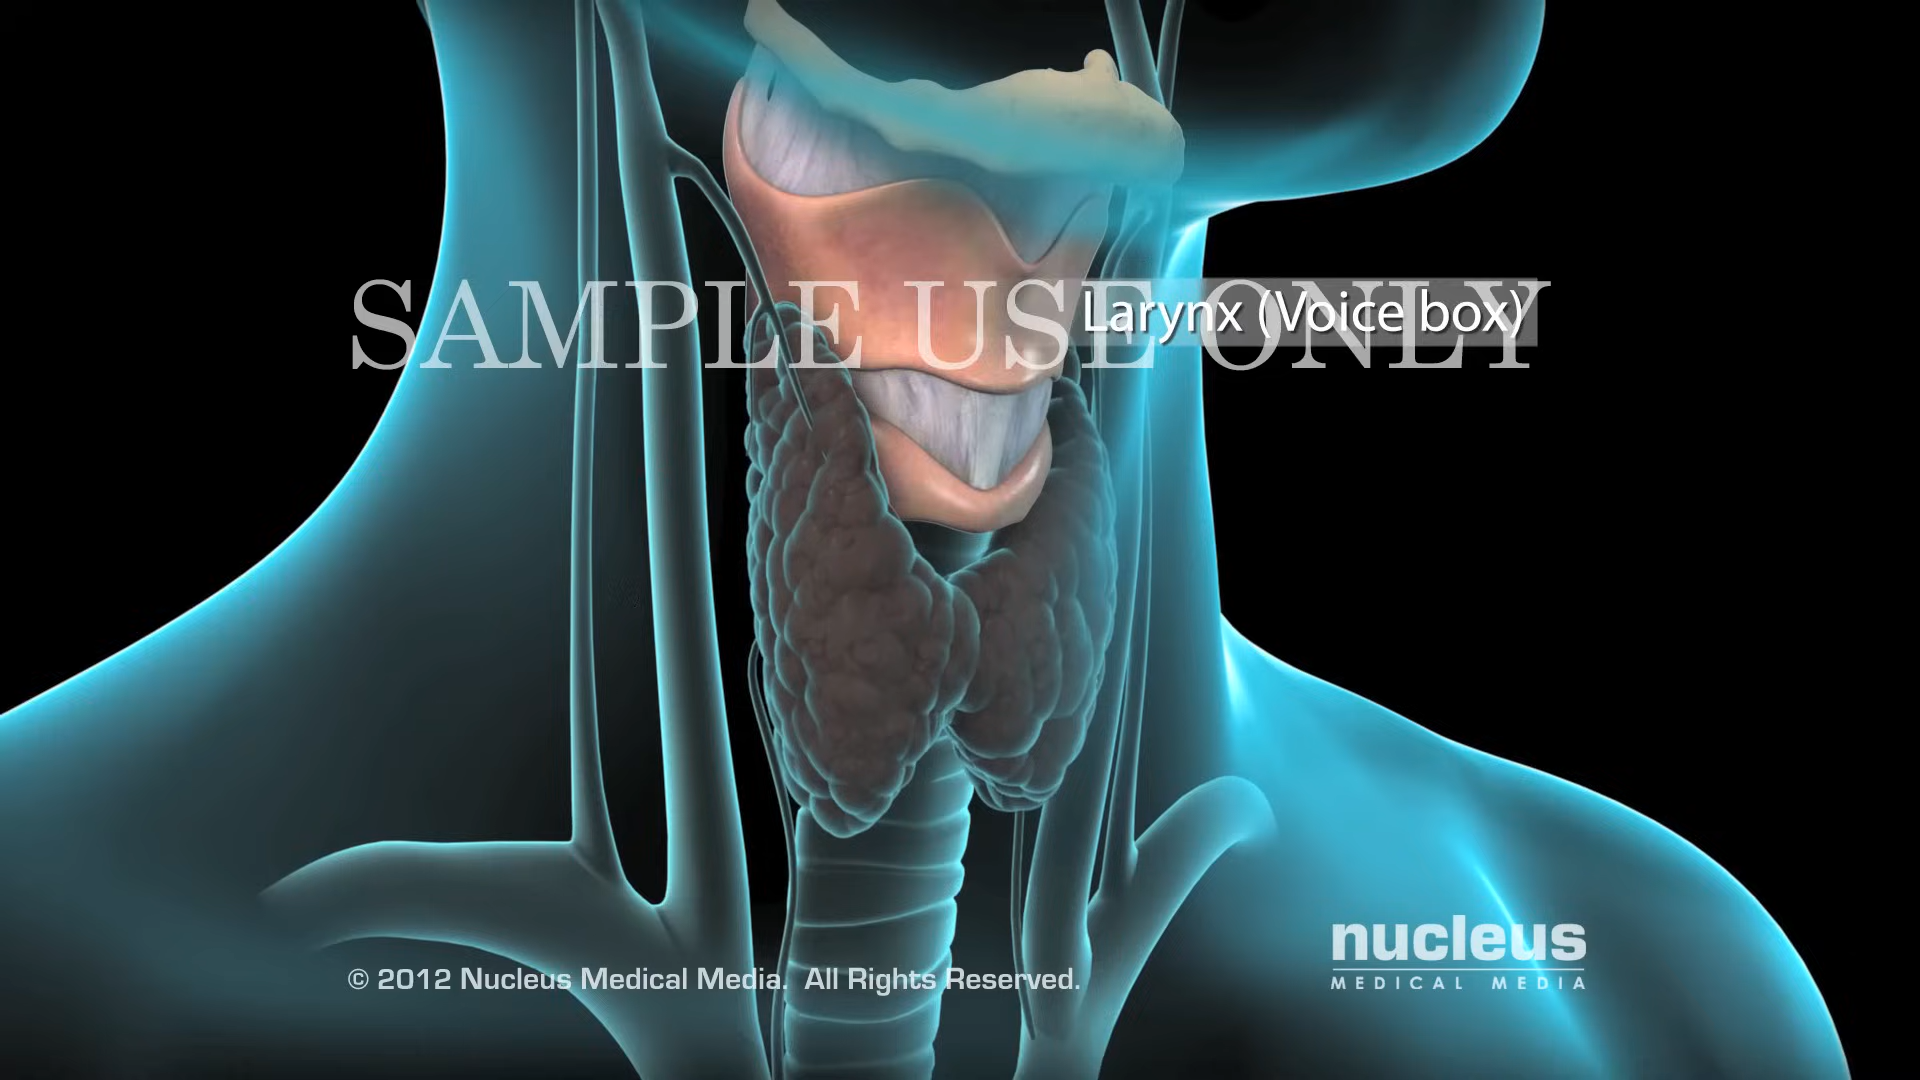 SAMPLE USE ONLY
Larynx (Voice box)
nucleus
MEDICAL MEDIA
© 2012 Nucleus Medical Media. All Rights Reserved.